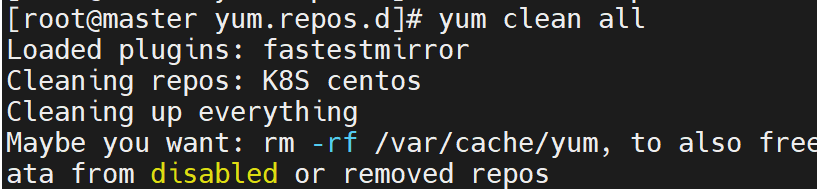 [root@master yum.repos.d]# yum clean all
Loaded plugins: fastestmirror
Cleaning repos: K8S centos
Cleaning up everything
Maybe you want: rm -rf /var/cache/yum, to also free
ata from disabled or removed repos